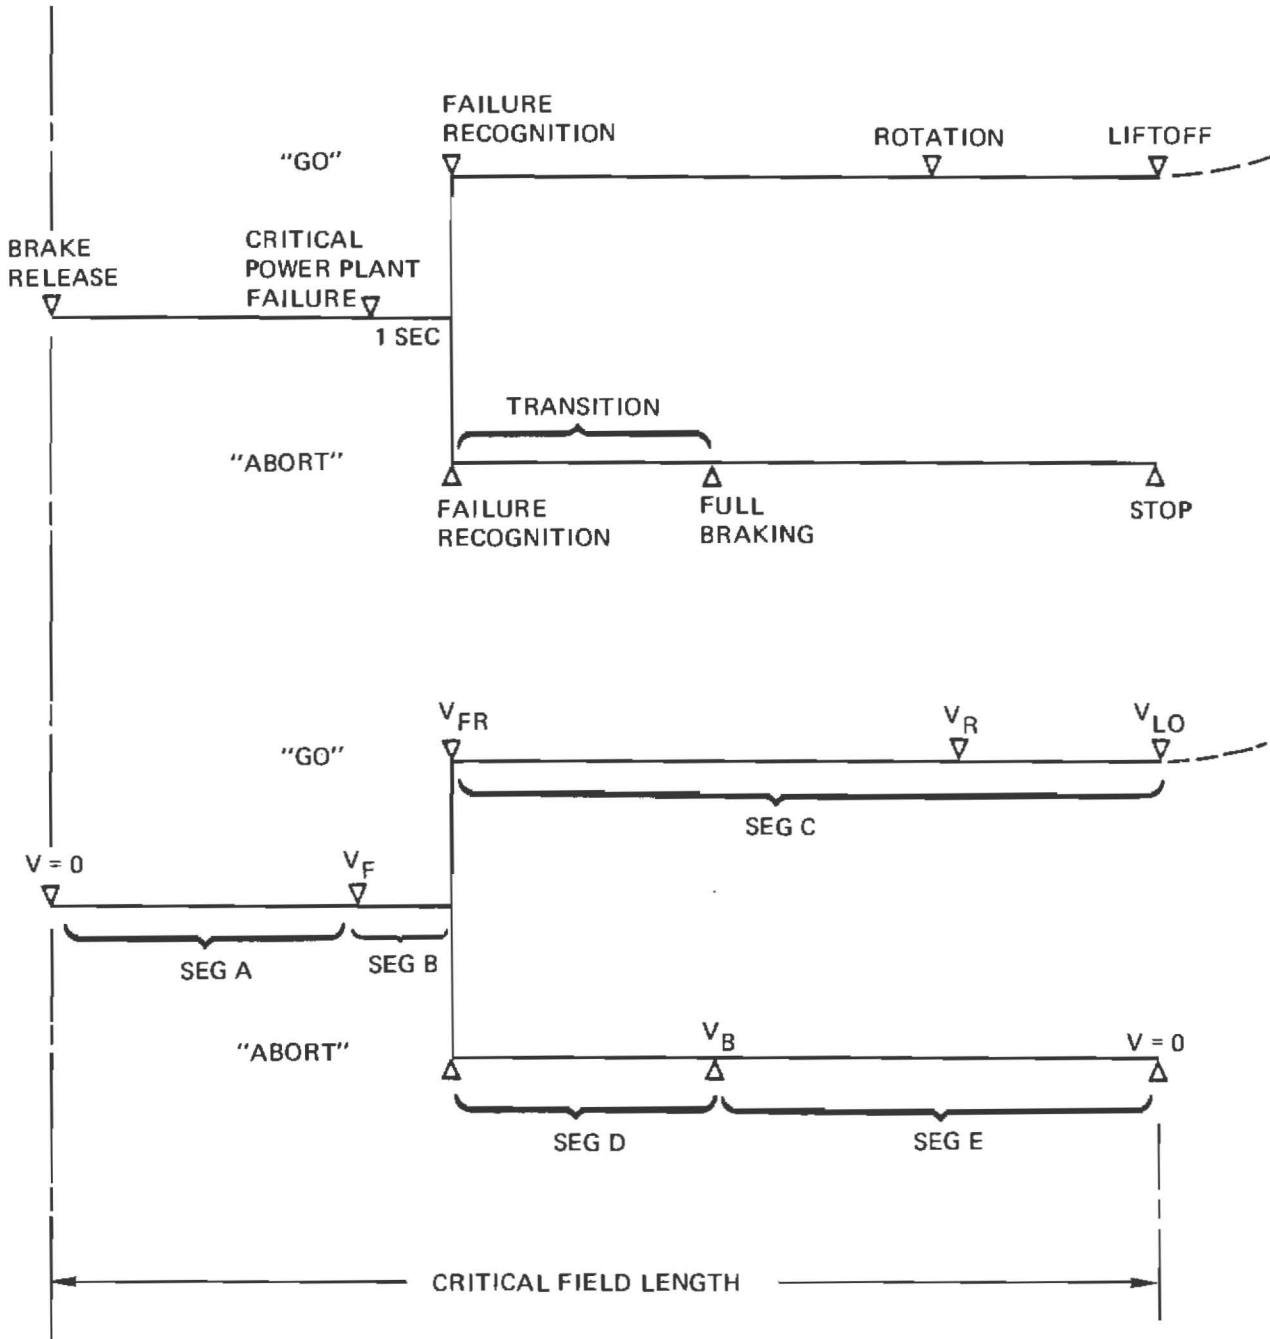 FAILURE
RECOGNITION
ROTATION
LIFTOFF
"GO"
BRAKE
RELEASE
CRITICAL
POWER PLANT
FAILURE
1 SEC
TRANSITION
"ABORT"
FAILURE
RECOGNITION
FULL
BRAKING
STOP
VFR
VR
VLO
"GO"
SEG C
V = 0
VF
SEG A
SEG B
"ABORT"
VB
V = 0
SEG D
SEG E
CRITICAL FIELD LENGTH